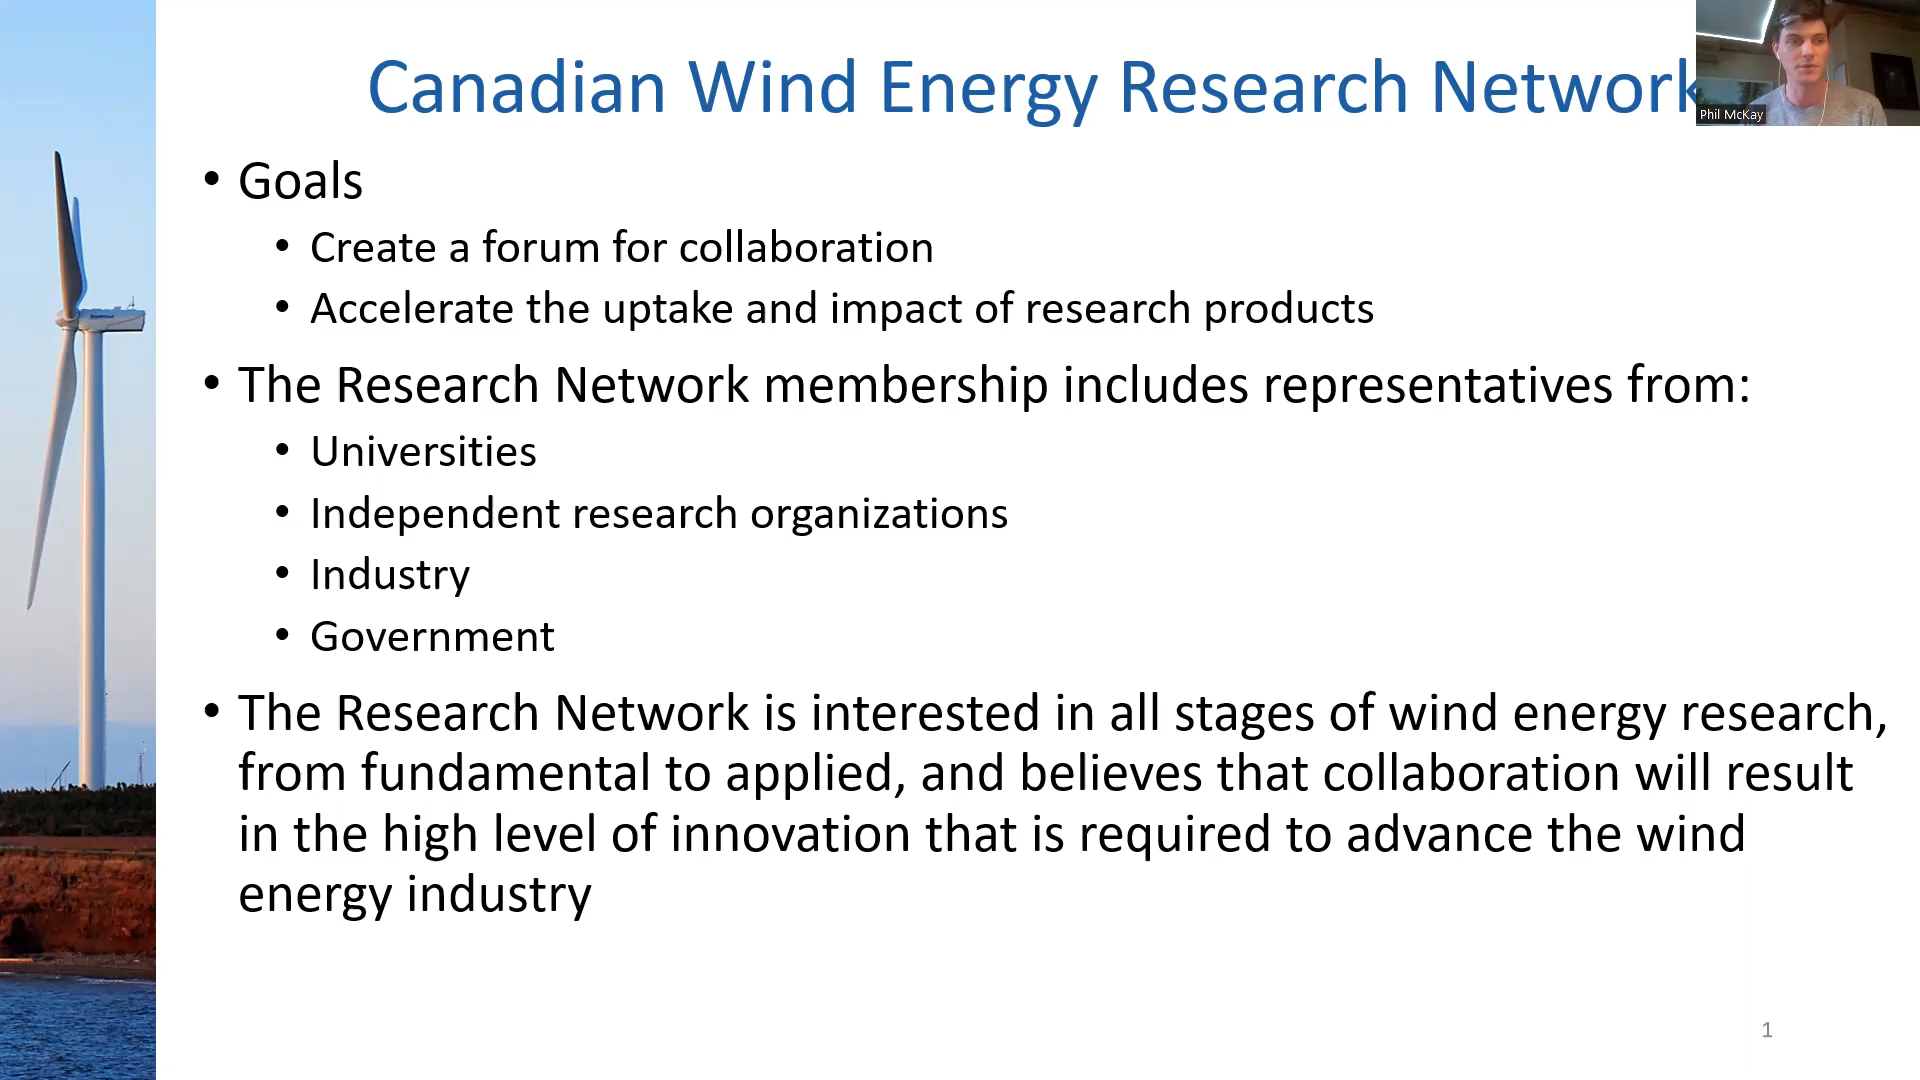 Canadian Wind Energy Research Network
Phil McKay
• Goals
• Create a forum for collaboration
• Accelerate the uptake and impact of research products
• The Research Network membership includes representatives from:
• Universities
• Independent research organizations
• Industry
• Government
• The Research Network is interested in all stages of wind energy research,
from fundamental to applied, and believes that collaboration will result
in the high level of innovation that is required to advance the wind
energy industry
1